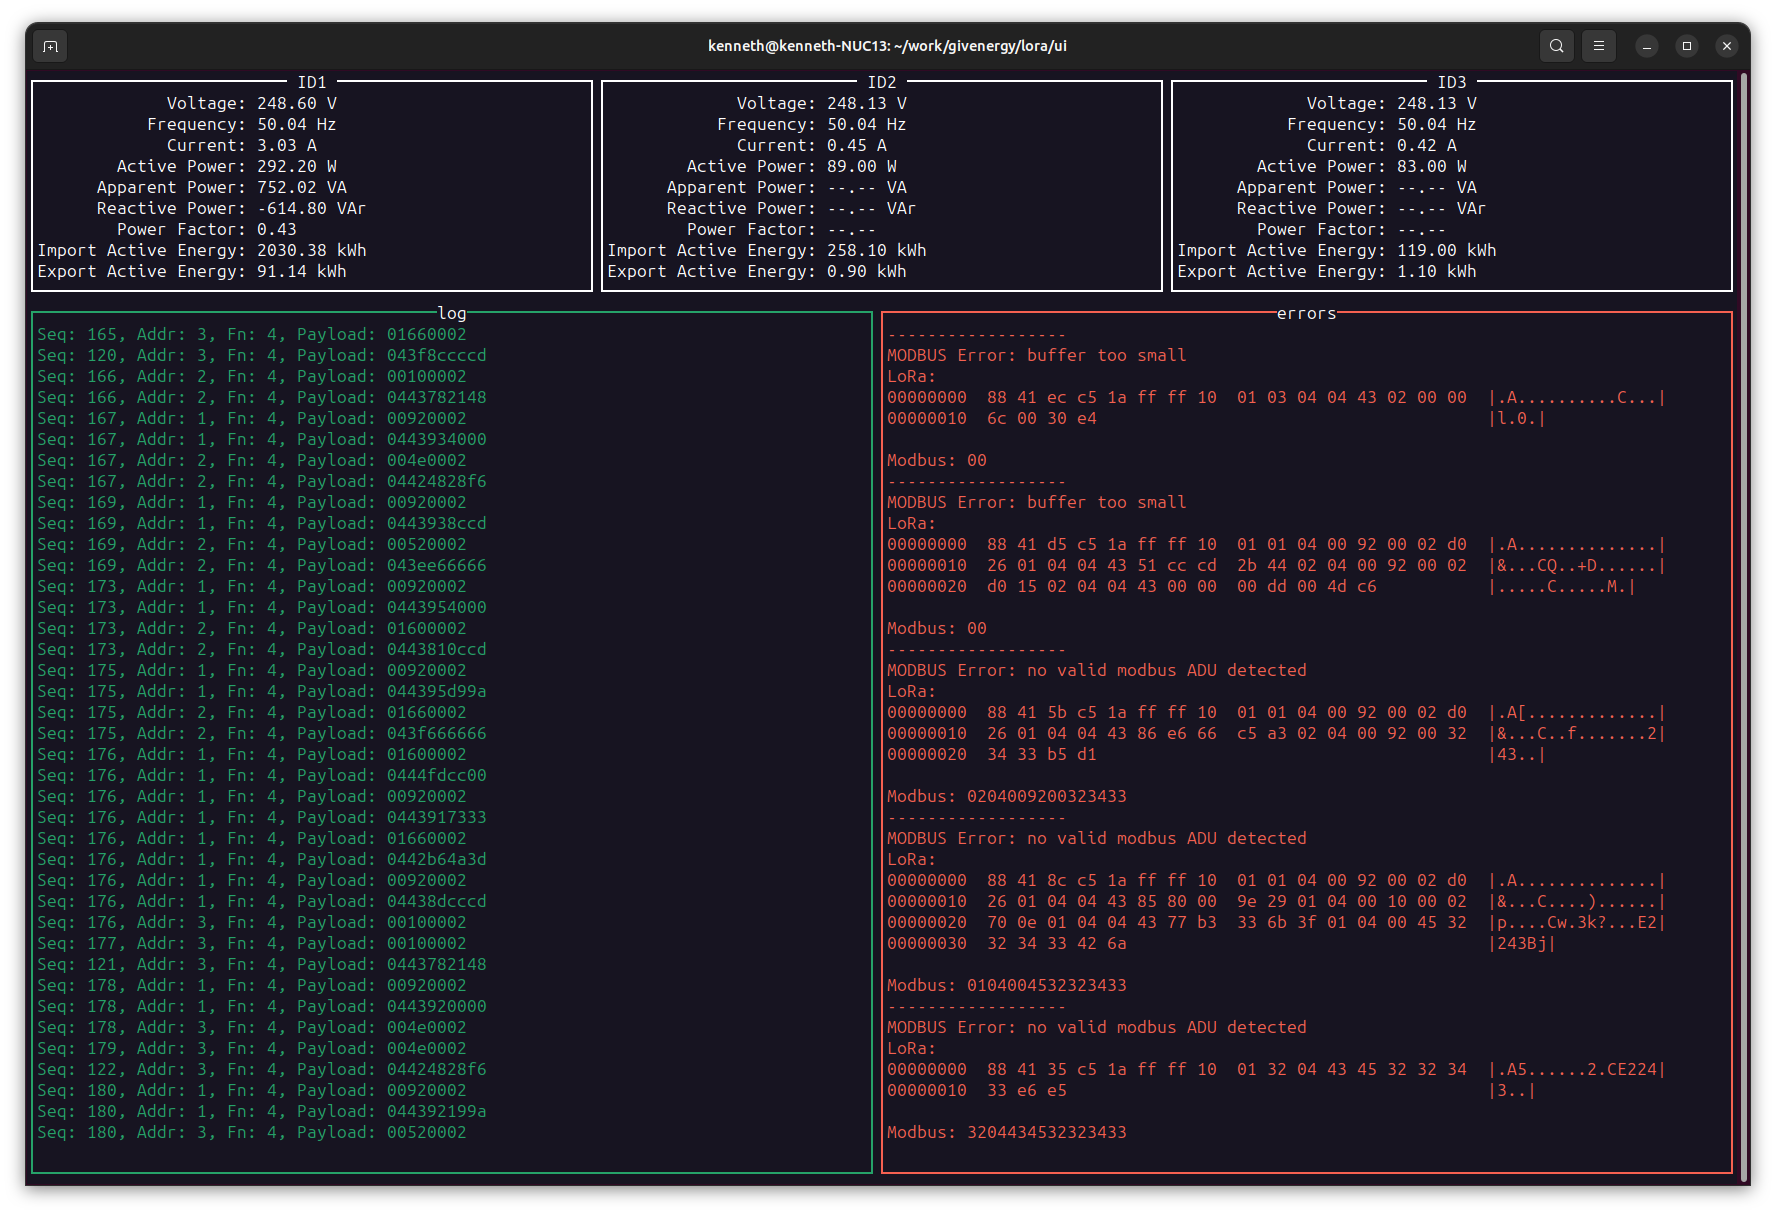 kenneth@kenneth-NUC13: ~/work/givenergy/lora/ui
ID1
Voltage: 248.60 V
Frequency: 50.04 Hz
Current: 3.03 A
Active Power: 292.20 W
Apparent Power: 752.02 VA
Reactive Power: -614.80 VAr
Power Factor: 0.43
Import Active Energy: 2030.38 kWh
Export Active Energy: 91.14 kWh
ID2
Voltage: 248.13 V
Frequency: 50.04 Hz
Current: 0.45 A
Active Power: 89.00 W
Apparent Power: --.-- VA
Reactive Power: --.-- VAr
Power Factor: --.--
Import Active Energy: 258.10 kWh
Export Active Energy: 0.90 kWh
ID3
Voltage: 248.13 V
Frequency: 50.04 Hz
Current: 0.42 A
Active Power: 83.00 W
Apparent Power: --.-- VA
Reactive Power: --.-- VAr
Power Factor: --.--
Import Active Energy: 119.00 kWh
Export Active Energy: 1.10 kWh
log
Seq: 165, Addr: 3, Fn: 4, Payload: 01660002
Seq: 120, Addr: 3, Fn: 4, Payload: 043f8ccccd
Seq: 166, Addr: 2, Fn: 4, Payload: 00100002
Seq: 166, Addr: 2, Fn: 4, Payload: 0443782148
Seq: 167, Addr: 1, Fn: 4, Payload: 00920002
Seq: 167, Addr: 1, Fn: 4, Payload: 0443934000
Seq: 167, Addr: 2, Fn: 4, Payload: 004e0002
Seq: 167, Addr: 2, Fn: 4, Payload: 04424828f6
Seq: 169, Addr: 1, Fn: 4, Payload: 00920002
Seq: 169, Addr: 1, Fn: 4, Payload: 0443938ccd
Seq: 169, Addr: 2, Fn: 4, Payload: 00520002
Seq: 169, Addr: 2, Fn: 4, Payload: 043ee66666
Seq: 173, Addr: 1, Fn: 4, Payload: 00920002
Seq: 173, Addr: 1, Fn: 4, Payload: 0443954000
Seq: 173, Addr: 2, Fn: 4, Payload: 01600002
Seq: 173, Addr: 2, Fn: 4, Payload: 0443810ccd
Seq: 175, Addr: 1, Fn: 4, Payload: 00920002
Seq: 175, Addr: 1, Fn: 4, Payload: 044395d99a
Seq: 175, Addr: 2, Fn: 4, Payload: 01660002
Seq: 175, Addr: 2, Fn: 4, Payload: 043f666666
Seq: 176, Addr: 1, Fn: 4, Payload: 01600002
Seq: 176, Addr: 1, Fn: 4, Payload: 0444fdcc00
Seq: 176, Addr: 1, Fn: 4, Payload: 00920002
Seq: 176, Addr: 1, Fn: 4, Payload: 0443917333
Seq: 176, Addr: 1, Fn: 4, Payload: 01660002
Seq: 176, Addr: 1, Fn: 4, Payload: 0442b64a3d
Seq: 176, Addr: 1, Fn: 4, Payload: 00920002
Seq: 176, Addr: 1, Fn: 4, Payload: 04438dcccd
Seq: 176, Addr: 3, Fn: 4, Payload: 00100002
Seq: 177, Addr: 3, Fn: 4, Payload: 00100002
Seq: 121, Addr: 3, Fn: 4, Payload: 0443782148
Seq: 178, Addr: 1, Fn: 4, Payload: 00920002
Seq: 178, Addr: 1, Fn: 4, Payload: 0443920000
Seq: 178, Addr: 3, Fn: 4, Payload: 004e0002
Seq: 179, Addr: 3, Fn: 4, Payload: 004e0002
Seq: 122, Addr: 3, Fn: 4, Payload: 04424828f6
Seq: 180, Addr: 1, Fn: 4, Payload: 00920002
Seq: 180, Addr: 1, Fn: 4, Payload: 044392199a
Seq: 180, Addr: 3, Fn: 4, Payload: 00520002
errors
------------------
MODBUS Error: buffer too small
LoRa:
00000000  88 41 ec c5 1a ff ff 10  01 03 04 04 43 02 00 00  |.A..........C...|
00000010  6c 00 30 e4  |l.0.|
Modbus: 00
------------------
MODBUS Error: buffer too small
LoRa:
00000000  88 41 d5 c5 1a ff ff 10  01 01 04 00 92 00 02 d0  |.A..............|
00000010  26 01 04 04 43 51 cc cd  2b 44 02 04 00 92 00 02  |&...CQ..+D......|
00000020  d0 15 02 04 04 43 00 00  00 dd 00 4d c6  |.....C.....M.|
Modbus: 00
------------------
MODBUS Error: no valid modbus ADU detected
LoRa:
00000000  88 41 5b c5 1a ff ff 10  01 01 04 00 92 00 02 d0  |.A[.............|
00000010  26 01 04 04 43 86 e6 66  c5 a3 02 04 00 92 00 32  |&...C..f.......2|
00000020  34 33 b5 d1  |43..|
Modbus: 0204009200323433
------------------
MODBUS Error: no valid modbus ADU detected
LoRa:
00000000  88 41 8c c5 1a ff ff 10  01 01 04 00 92 00 02 d0  |.A..............|
00000010  26 01 04 04 43 85 80 00  9e 29 01 04 00 10 00 02  |&...C....)......|
00000020  70 0e 01 04 04 43 77 b3  33 6b 3f 01 04 00 45 32  |p....Cw.3k?...E2|
00000030  32 34 33 42 6a  |243Bj|
Modbus: 0104004532323433
------------------
MODBUS Error: no valid modbus ADU detected
LoRa:
00000000  88 41 35 c5 1a ff ff 10  01 32 04 43 45 32 32 34  |.A5......2.CE224|
00000010  33 e6 e5  |3..|
Modbus: 3204434532323433